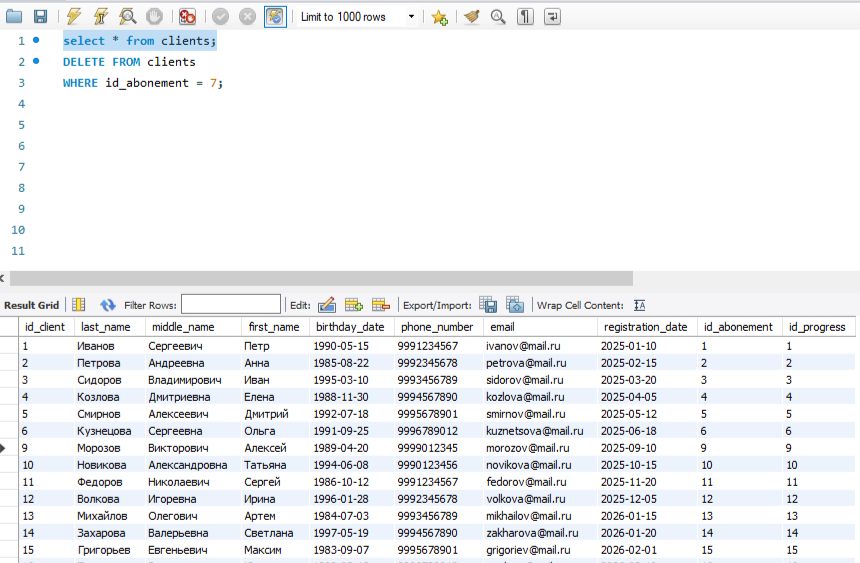 Limit to 1000 rows
1 select * from clients;
2 DELETE FROM clients
3 WHERE id_abonement = 7;
4
5
6
7
8
9
10
11
Result Grid Filter Rows: Edit: Export/Import: Wrap Cell Content:
id_client last_name middle_name first_name birthday_date phone_number email registration_date id_abonement id_progress
1 Иванов Сергеевич Петр 1990-05-15 9991234567 ivanov@mail.ru 2025-01-10 1 1
2 Петрова Андреевна Анна 1985-08-22 9992345678 petrova@mail.ru 2025-02-15 2 2
3 Сидоров Владимирович Иван 1995-03-10 9993456789 sidorov@mail.ru 2025-03-20 3 3
4 Козлова Дмитриевна Елена 1988-11-30 9994567890 kozlova@mail.ru 2025-04-05 4 4
5 Смирнов Алексеевич Дмитрий 1992-07-18 9995678901 smirnov@mail.ru 2025-05-12 5 5
6 Кузнецова Сергеевна Ольга 1991-09-25 9996789012 kuznetsova@mail.ru 2025-06-18 6 6
9 Морозов Викторович Алексей 1989-04-20 9999012345 morozov@mail.ru 2025-09-10 9 9
10 Новикова Александровна Татьяна 1994-06-08 9990123456 novikova@mail.ru 2025-10-15 10 10
11 Федоров Николаевич Сергей 1986-10-12 9991234567 fedorov@mail.ru 2025-11-20 11 11
12 Волкова Игоревна Ирина 1996-01-28 9992345678 volkova@mail.ru 2025-12-05 12 12
13 Михайлов Олегович Артем 1984-07-03 9993456789 mikhailov@mail.ru 2026-01-15 13 13
14 Захарова Валерьевна Светлана 1997-05-19 9994567890 zakharova@mail.ru 2026-01-20 14 14
15 Григорьев Евгеньевич Максим 1983-09-07 9995678901 grigoriev@mail.ru 2026-02-01 15 15